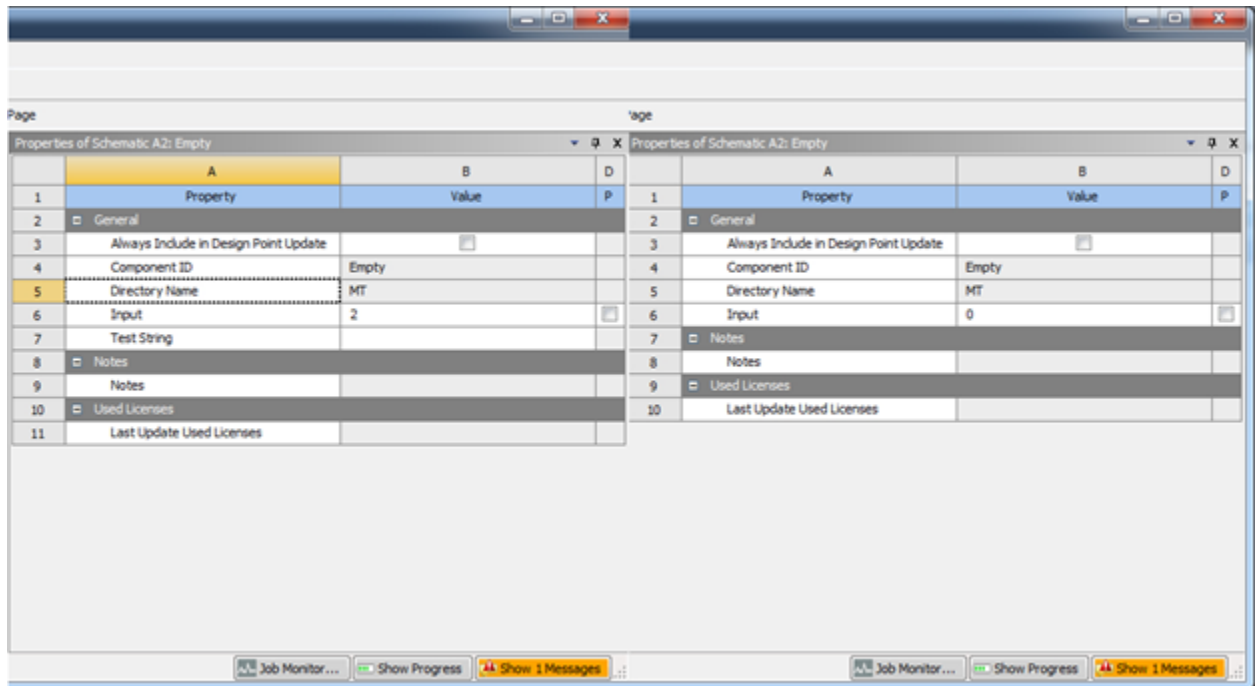 Page
Properties of Schematic A2: Empty
A B D
1 Property Value P
2 General
3 Always Include in Design Point Update
4 Component ID Empty
5 Directory Name MT
6 Input 2
7 Test String
8 Notes
9 Notes
10 Used Licenses
11 Last Update Used Licenses
Job Monitor... Show Progress Show 1 Messages
age
Properties of Schematic A2: Empty
A B D
1 Property Value P
2 General
3 Always Include in Design Point Update
4 Component ID Empty
5 Directory Name MT
6 Input 0
7 Notes
8 Notes
9 Used Licenses
10 Last Update Used Licenses
Job Monitor... Show Progress Show 1 Messages